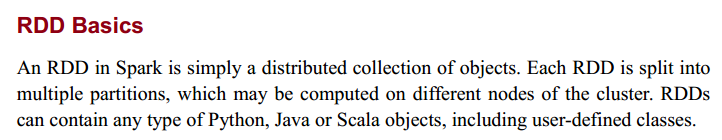 RDD Basics
An RDD in Spark is simply a distributed collection of objects. Each RDD is split into
multiple partitions, which may be computed on different nodes of the cluster. RDDs
can contain any type of Python, Java or Scala objects, including user-defined classes.